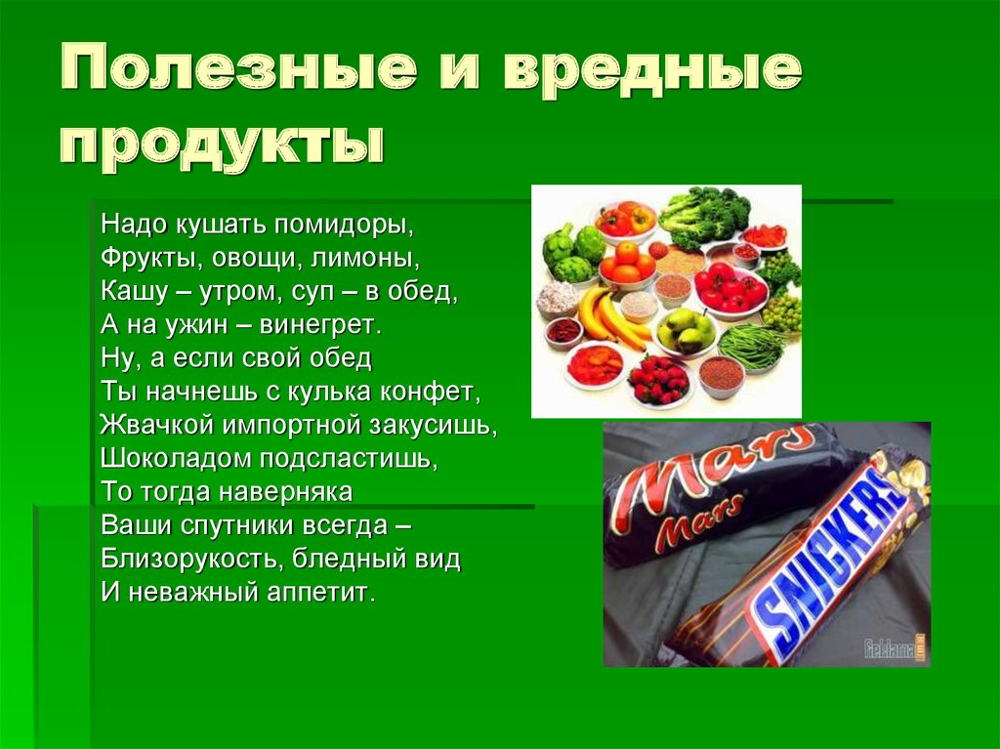 Полезные и вредные
продукты
Надо кушать помидоры,
Фрукты, овощи, лимоны,
Кашу – утром, суп – в обед,
А на ужин – винегрет.
Ну, а если свой обед
Ты начнешь с кулька конфет,
Жвачкой импортной закусишь,
Шоколадом подсластишь,
То тогда наверняка
Ваши спутники всегда –
Близорукость, бледный вид
И неважный аппетит.
Mars
Mars
SNICKERS
Reklama